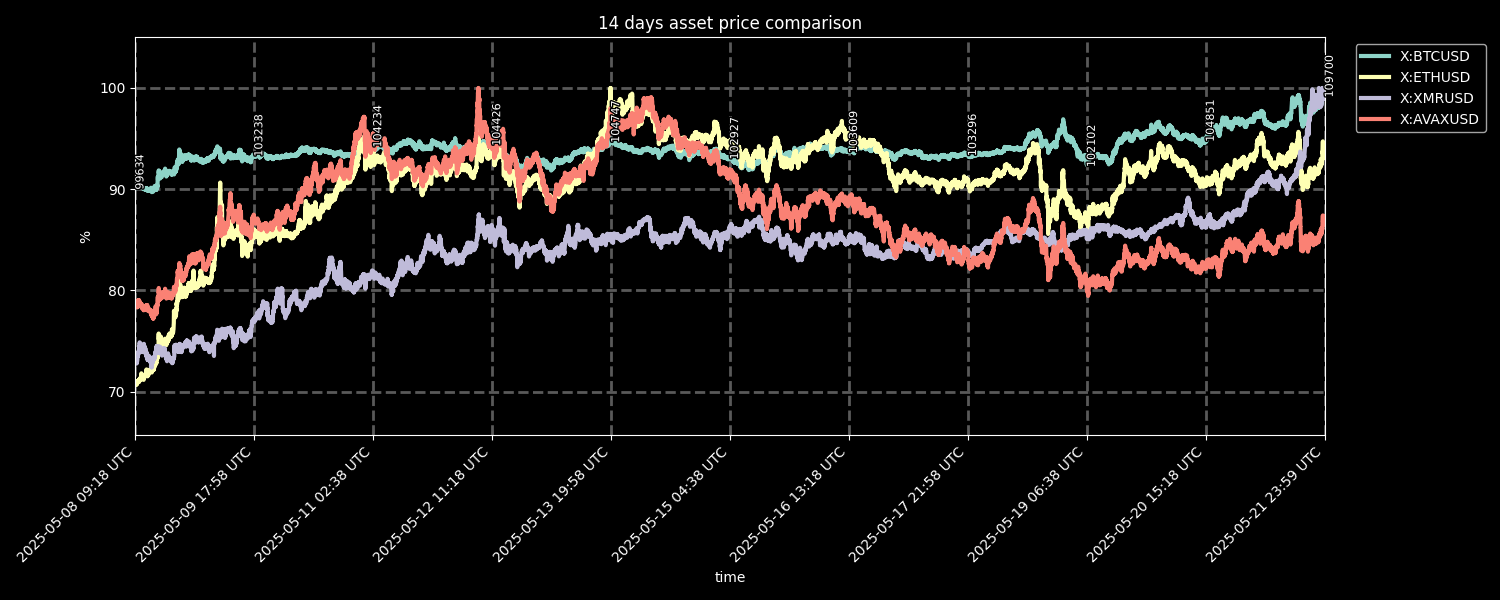 14 days asset price comparison
X:BTCUSD
X:ETHUSD
X:XMRUSD
X:AVAXUSD
%
100
90
80
70
99634
103238
104234
104426
104747
102927
103609
103296
102102
104851
109700
2025-05-08 09:18 UTC
2025-05-09 17:58 UTC
2025-05-11 02:38 UTC
2025-05-12 11:18 UTC
2025-05-13 19:58 UTC
2025-05-15 04:38 UTC
2025-05-16 13:18 UTC
2025-05-17 21:58 UTC
2025-05-19 06:38 UTC
2025-05-20 15:18 UTC
2025-05-21 23:59 UTC
time